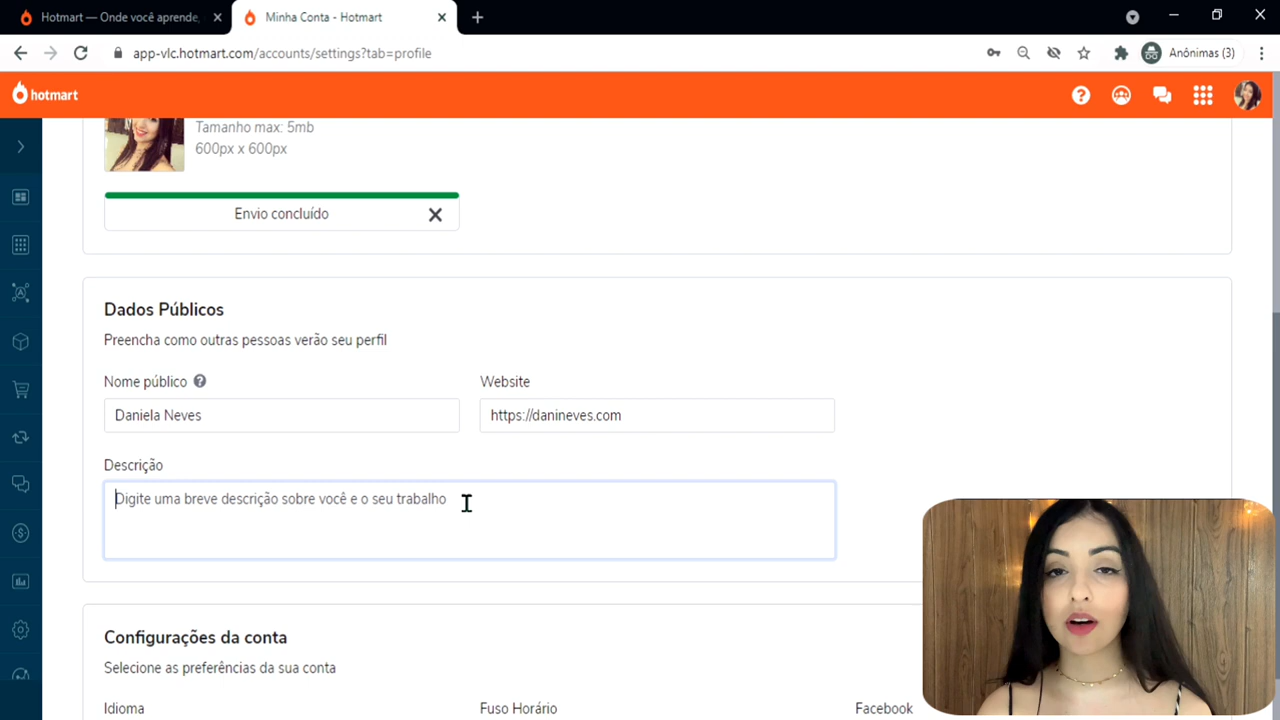 Hotmart — Onde você aprende,
Minha Conta - Hotmart
app-vlc.hotmart.com/accounts/settings?tab=profile
Anônimas (3)
hotmart
Tamanho max: 5mb
600px x 600px
Envio concluído
Dados Públicos
Preencha como outras pessoas verão seu perfil
Nome público
Website
Daniela Neves
https://danineves.com
Descrição
Digite uma breve descrição sobre você e o seu trabalho
Configurações da conta
Selecione as preferências da sua conta
Idioma
Fuso Horário
Facebook